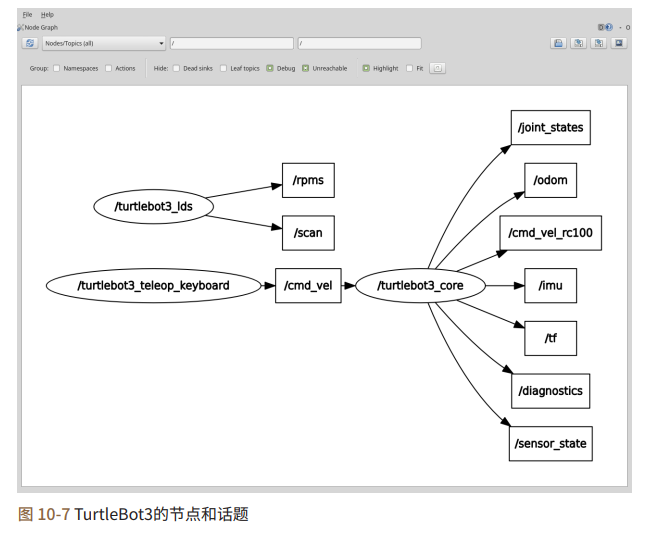 File Help
Node Graph
Nodes/Topics (all) / /
Group: Namespaces Actions Hide: Dead sinks Leaf topics Debug Unreachable Highlight Fit
/joint_states
/rpms
/odom
/turtlebot3_lds
/scan
/cmd_vel_rc100
/turtlebot3_teleop_keyboard
/cmd_vel
/turtlebot3_core
/imu
/tf
/diagnostics
/sensor_state
图 10-7 TurtleBot3的节点和话题